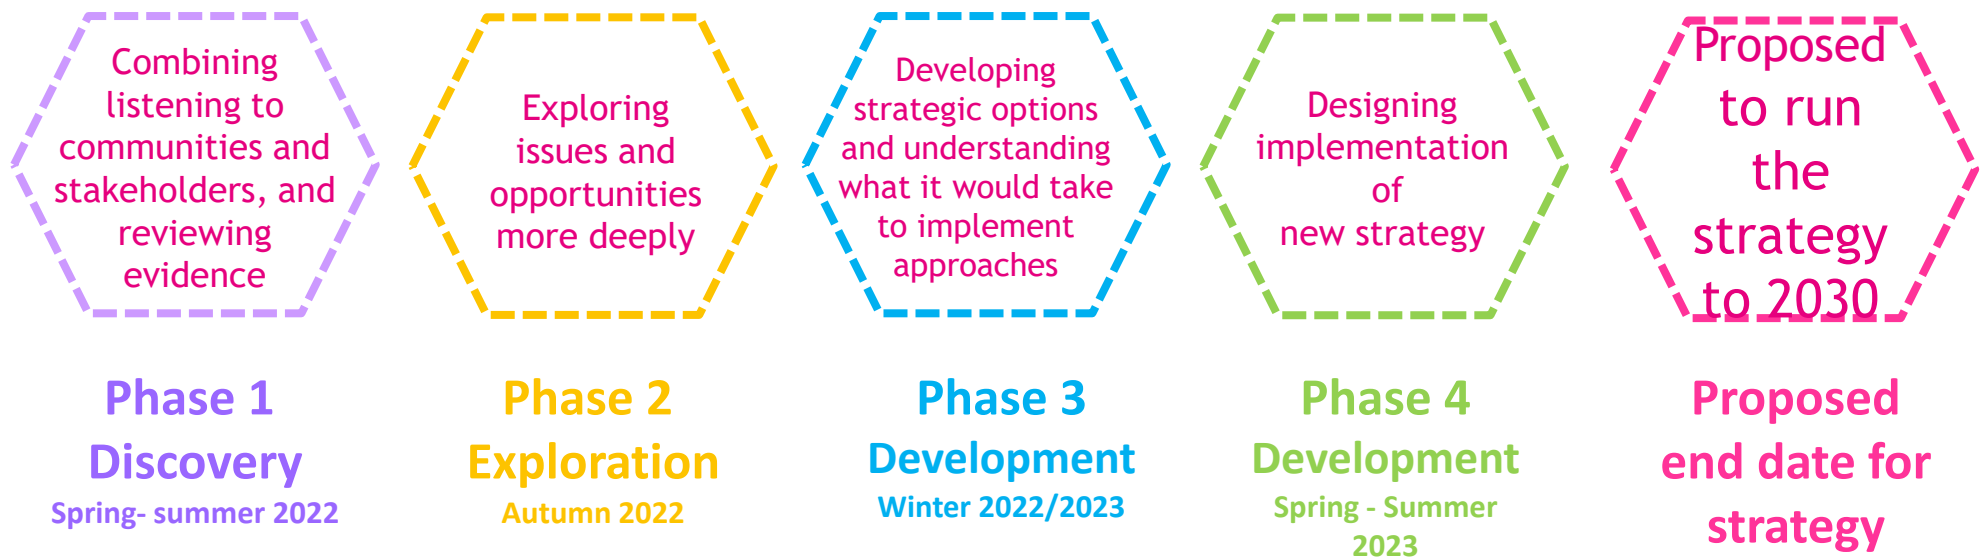 Combining
listening to
communities and
stakeholders, and
reviewing
evidence
Exploring
issues and
opportunities
more deeply
Developing
strategic options
and understanding
what it would take
to implement
approaches
Designing
implementation
of
new strategy
Proposed
to run
the
strategy
to 2030
Phase 1
Discovery
Spring- summer 2022
Phase 2
Exploration
Autumn 2022
Phase 3
Development
Winter 2022/2023
Phase 4
Development
Spring - Summer
2023
Proposed
end date for
strategy